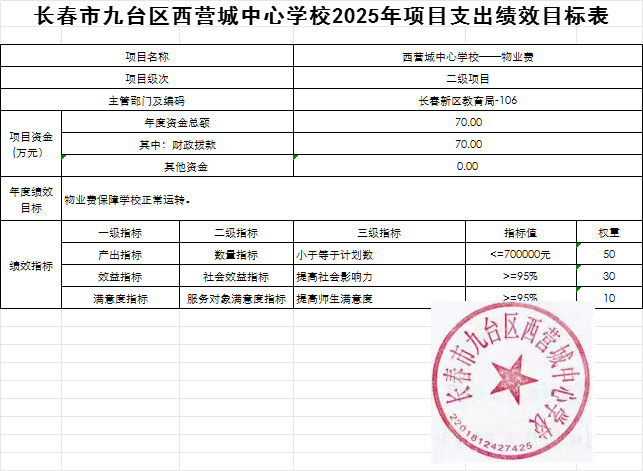 长春市九台区西营城中心学校2025年项目支出绩效目标表
项目名称 西营城中心学校——物业费
项目级次 二级项目
主管部门及编码 长春新区教育局-106
项目资金
(万元)
年度资金总额 70.00
其中：财政拨款 70.00
其他资金 0.00
年度绩效
目标
物业费保障学校正常运转。
绩效指标
一级指标 二级指标 三级指标 指标值 权重
产出指标 数量指标 小于等于计划数 <=700000元 50
效益指标 社会效益指标 提高社会影响力 >=95% 30
满意度指标 服务对象满意度指标 提高师生满意度 >=95% 10
长春市九台区西营城中心学校
2201812427425